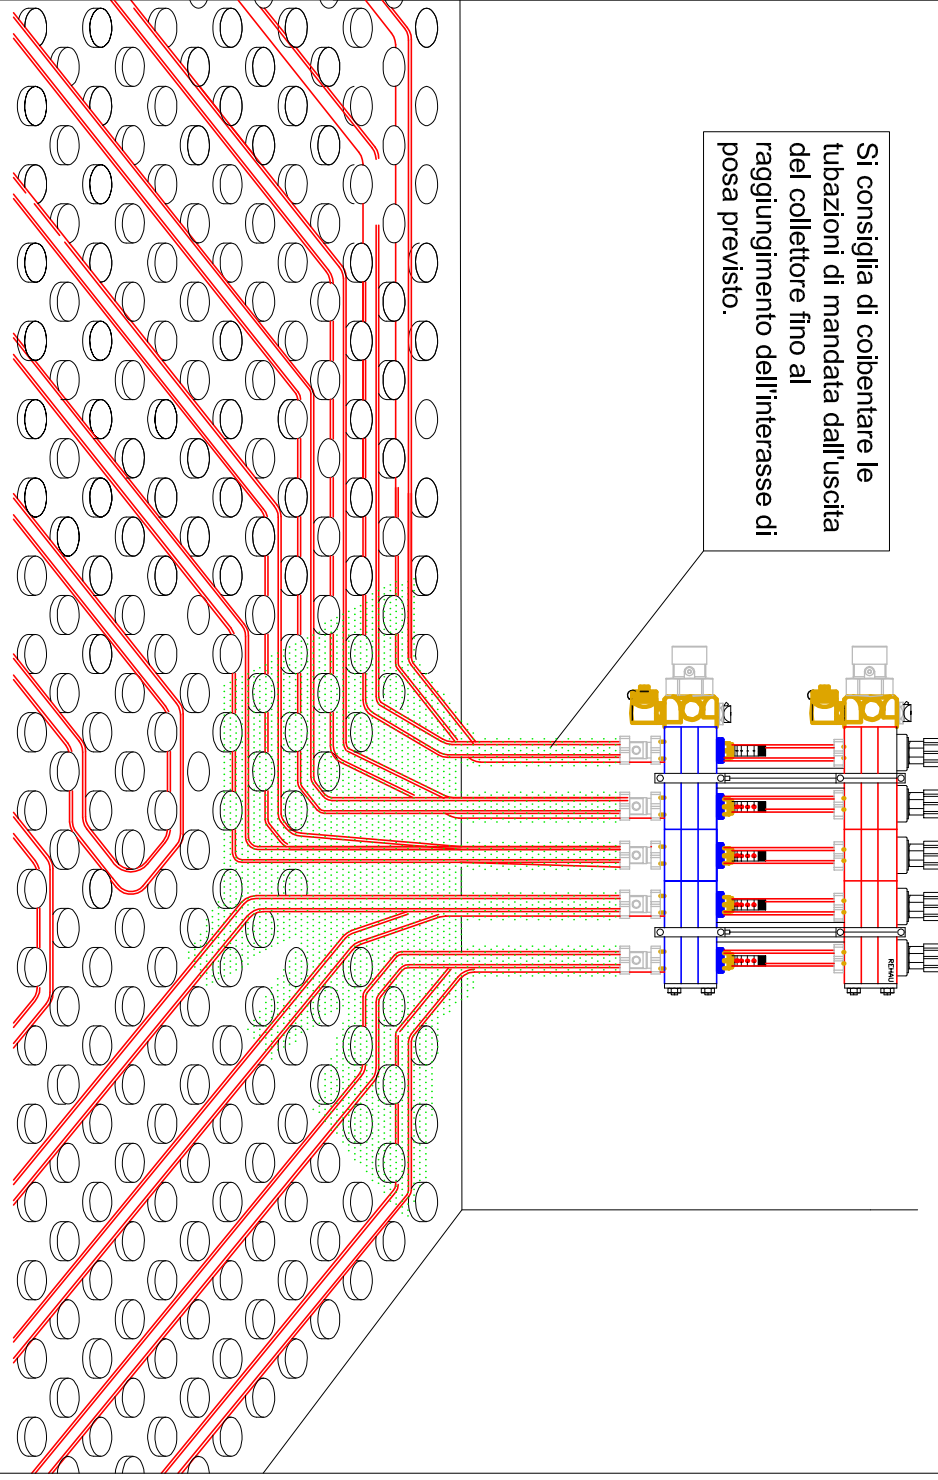 Si consiglia di coibentare le
tubazioni di mandata dall'uscita
del collettore fino al
raggiungimento dell'interasse di
posa previsto.
REHAU